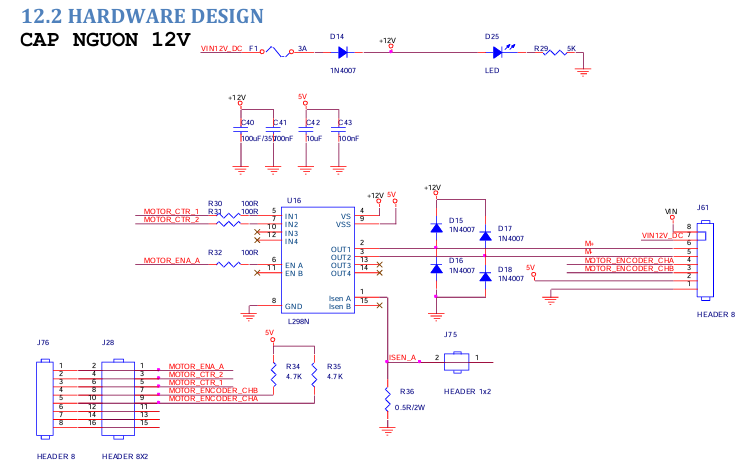 12.2 HARDWARE DESIGN
CAP NGUON 12V
VIN12V_DC F1 3A D14 +12V D25 R29 5K
1N4007 LED
+12V 5V
C40 C41 C42 C43
100uF/35V 100nF 10uF 100nF
U16 +12V 5V +12V J61
R30 100R
MOTOR_CTR_1 R31 100R 5 IN1 VS 4 VIN
MOTOR_CTR_2 7 IN2 VSS 9 D15 D17 8
10 IN3 1N4007 1N4007 VIN12V_DC 7
12 IN4 OUT1 2 M+ 6
R32 100R OUT2 3 M- 5
MOTOR_ENA_A 6 EN A OUT3 13 D16 MOTOR_ENCODER_CHA 4
11 EN B OUT4 14 1N4007 D18 MOTOR_ENCODER_CHB 3
1N4007 5V 2
Isen A 1 1
8 GND Isen B 15
L298N HEADER 8
5V J75
J76 J28 ISEN_A 2 1
1 2 1 MOTOR_ENA_A R34 R35
2 4 3 MOTOR_CTR_2 4.7K 4.7K
3 6 5 MOTOR_CTR_1 R36 HEADER 1x2
4 8 7 MOTOR_ENCODER_CHB
5 10 9 MOTOR_ENCODER_CHA 0.5R/2W
6 12 11
7 14 13
8 16 15
HEADER 8 HEADER 8X2